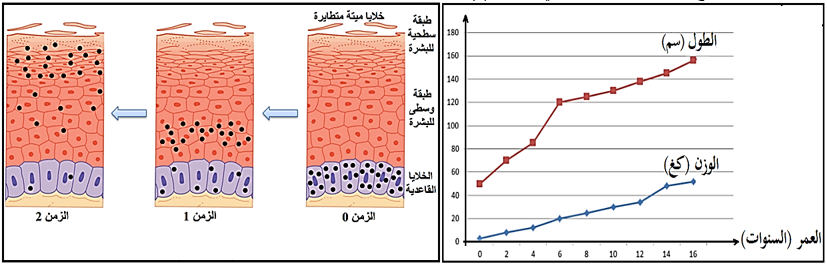 خلايا ميتة متطايرة
طبقة
سطحية
للبشرة
طبقة
وسطى
للبشرة
الخلايا
القاعدية
الزمن 0
الزمن 1
الزمن 2
الطول (سم)
الوزن (كغ)
180
160
140
120
100
80
60
40
20
0
0 2 4 6 8 10 12 14 16
العمر (السنوات)